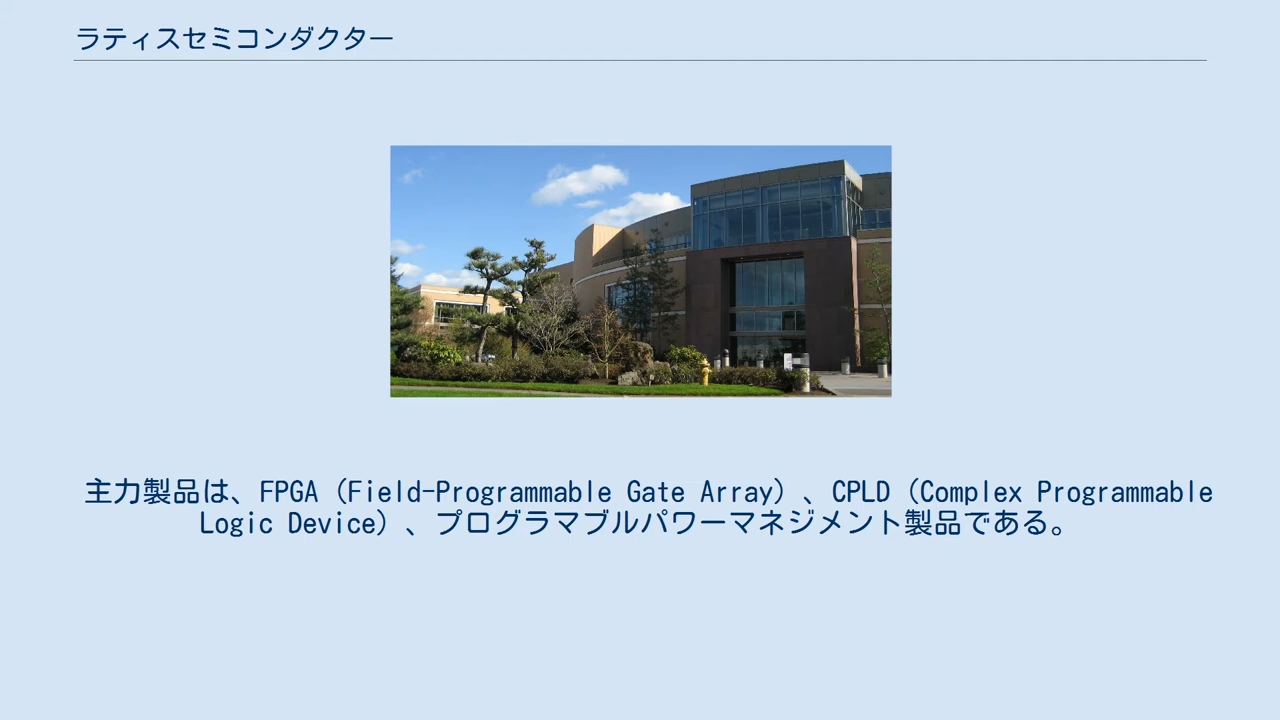 ラティスセミコンダクター
主力製品は、FPGA（Field-Programmable Gate Array）、CPLD（Complex Programmable
Logic Device）、プログラマブルパワーマネジメント製品である。